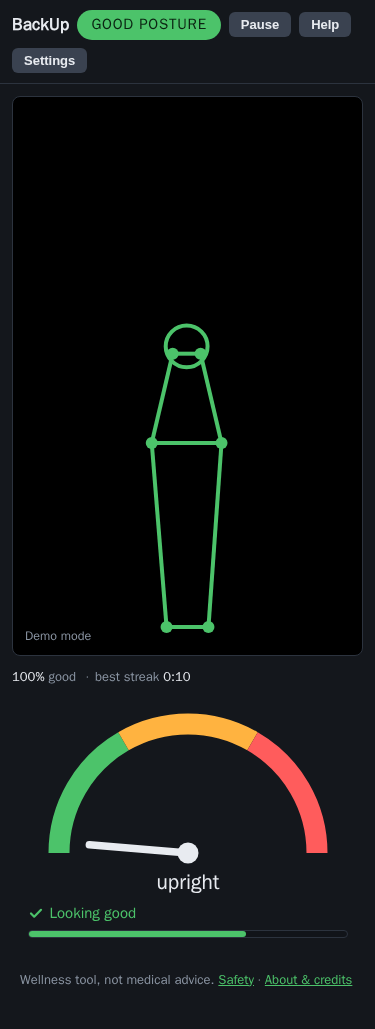 BackUp GOOD POSTURE Pause Help
Settings
Demo mode
100% good · best streak 0:10
upright
Looking good
Wellness tool, not medical advice. Safety · About & credits